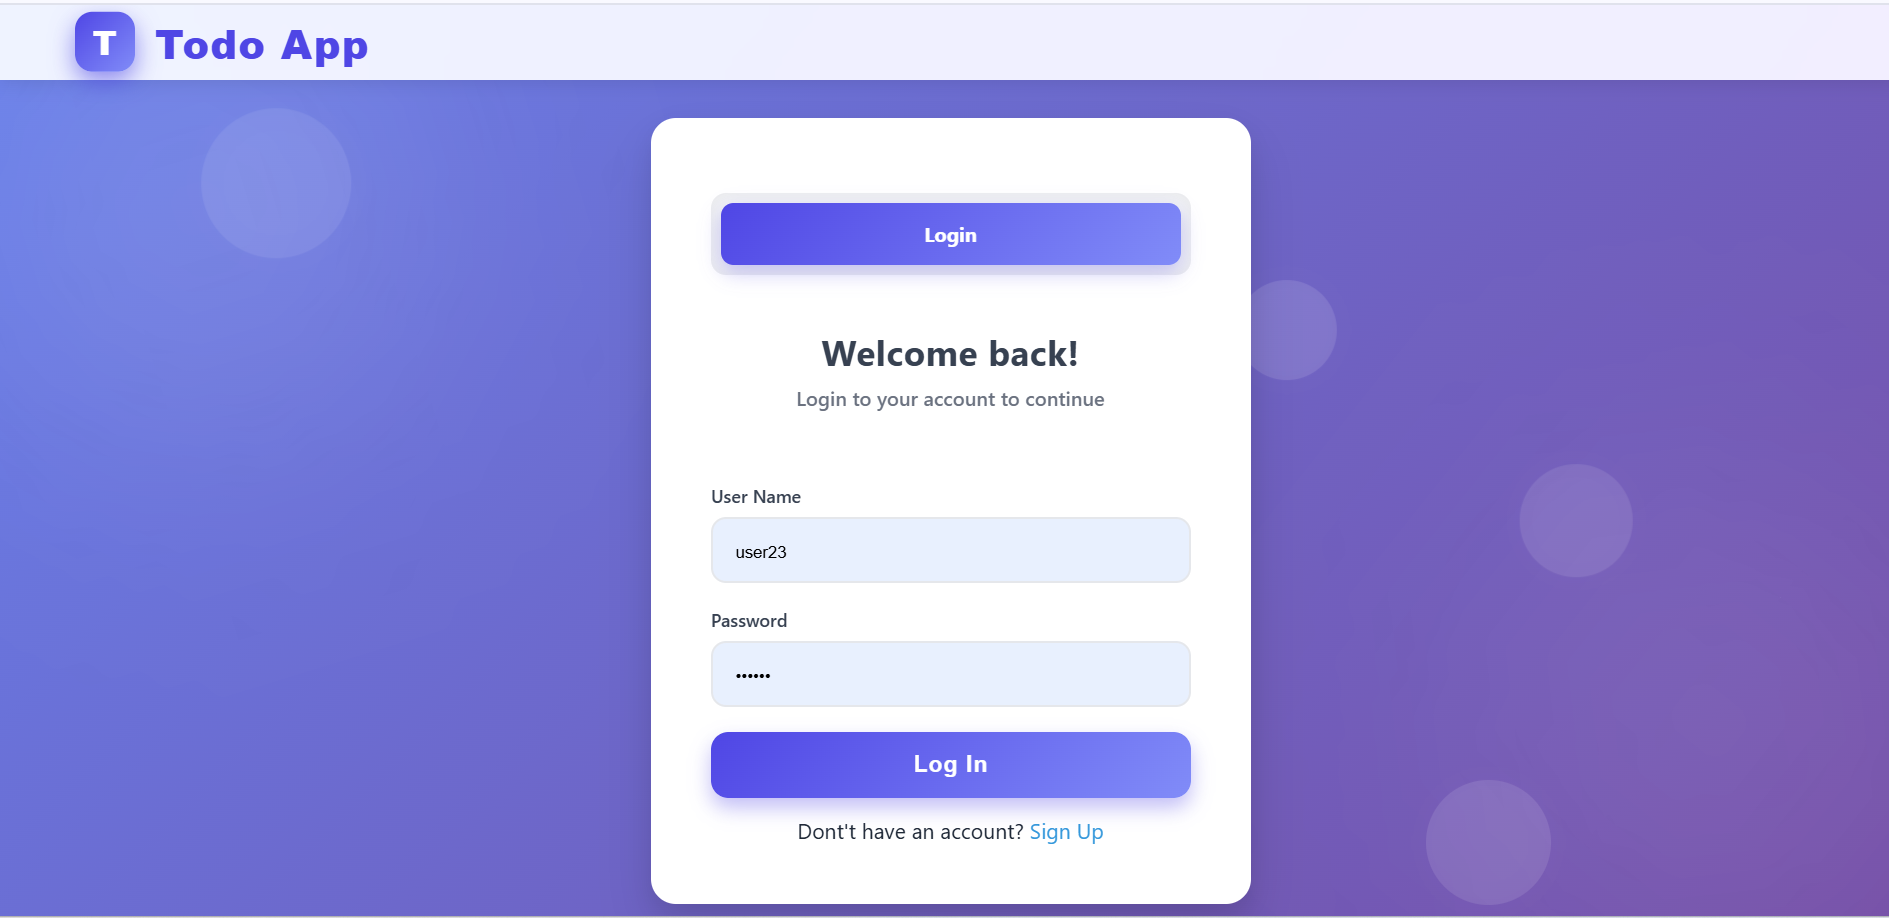 T Todo App
Login
Welcome back!
Login to your account to continue
User Name
user23
Password
••••••
Log In
Dont't have an account? Sign Up